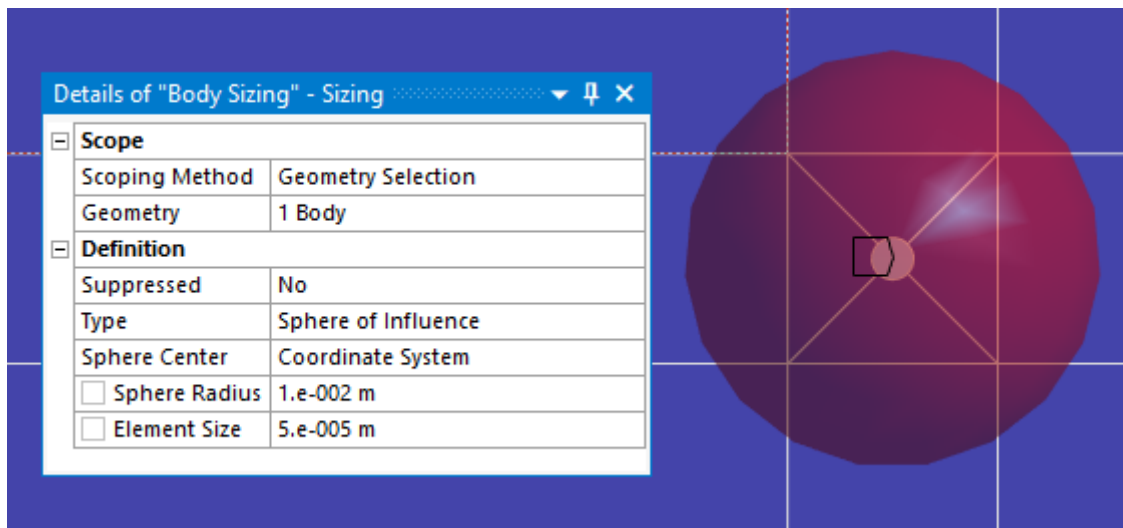 Details of "Body Sizing" - Sizing
Scope
Scoping Method Geometry Selection
Geometry 1 Body
Definition
Suppressed No
Type Sphere of Influence
Sphere Center Coordinate System
Sphere Radius 1.e-002 m
Element Size 5.e-005 m